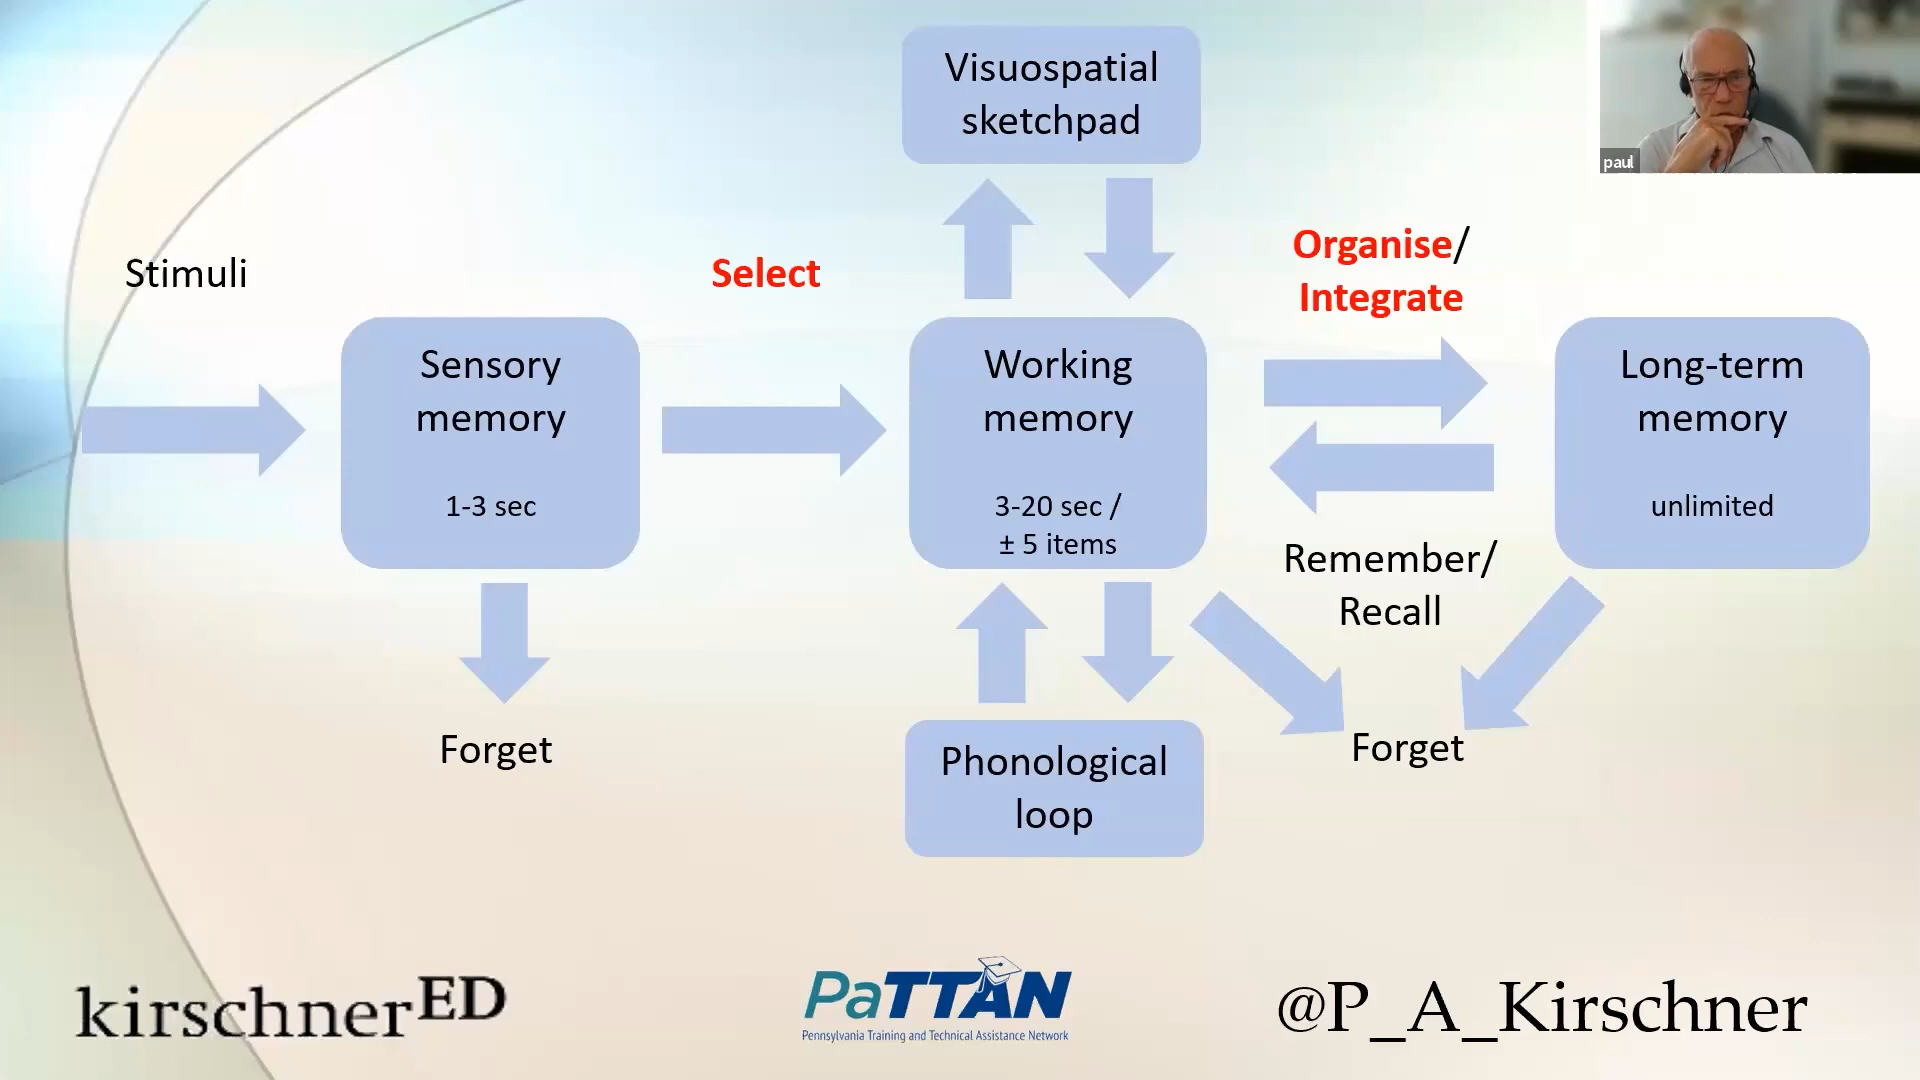 Visuospatial
sketchpad
paul
Stimuli
Select
Organise/
Integrate
Sensory
memory
1-3 sec
Working
memory
3-20 sec /
± 5 items
Long-term
memory
unlimited
Remember/
Recall
Forget
Forget
Phonological
loop
kirschnerED
PaTTAN
Pennsylvania Training and Technical Assistance Network
@P_A_Kirschner